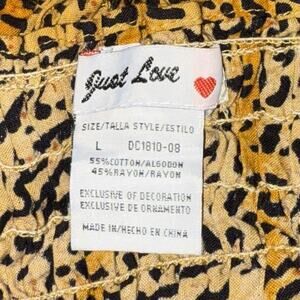 Just Love
SIZE/TALLA STYLE/ESTILO
L DC1810-08
55% COTTON/ALGODON
45% RAYON/RAYON
EXCLUSIVE OF DECORATION
EXCLUSIVE DE ORNAMENTO
MADE IN/HECHO EN CHINA